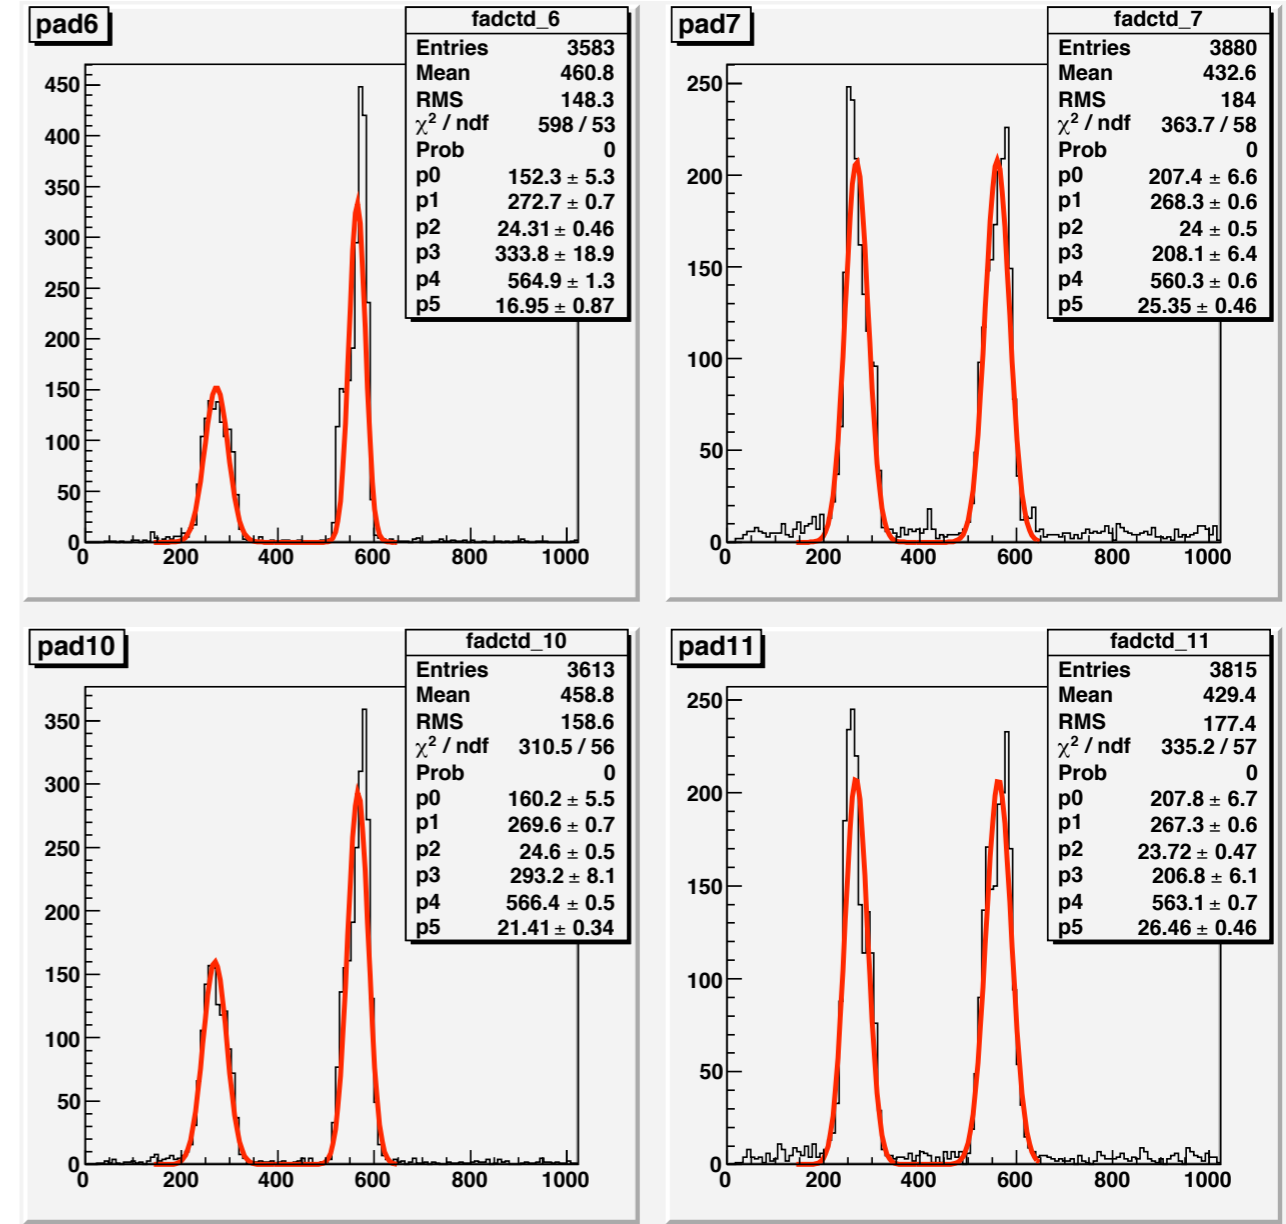 pad6
fadctd_6
Entries 3583
Mean 460.8
RMS 148.3
χ² / ndf 598 / 53
Prob 0
p0 152.3 ± 5.3
p1 272.7 ± 0.7
p2 24.31 ± 0.46
p3 333.8 ± 18.9
p4 564.9 ± 1.3
p5 16.95 ± 0.87
450
400
350
300
250
200
150
100
50
0
0 200 400 600 800 1000
pad7
fadctd_7
Entries 3880
Mean 432.6
RMS 184
χ² / ndf 363.7 / 58
Prob 0
p0 207.4 ± 6.6
p1 268.3 ± 0.6
p2 24 ± 0.5
p3 208.1 ± 6.4
p4 560.3 ± 0.6
p5 25.35 ± 0.46
250
200
150
100
50
0
0 200 400 600 800 1000
pad10
fadctd_10
Entries 3613
Mean 458.8
RMS 158.6
χ² / ndf 310.5 / 56
Prob 0
p0 160.2 ± 5.5
p1 269.6 ± 0.7
p2 24.6 ± 0.5
p3 293.2 ± 8.1
p4 566.4 ± 0.5
p5 21.41 ± 0.34
350
300
250
200
150
100
50
0
0 200 400 600 800 1000
pad11
fadctd_11
Entries 3815
Mean 429.4
RMS 177.4
χ² / ndf 335.2 / 57
Prob 0
p0 207.8 ± 6.7
p1 267.3 ± 0.6
p2 23.72 ± 0.47
p3 206.8 ± 6.1
p4 563.1 ± 0.7
p5 26.46 ± 0.46
250
200
150
100
50
0
0 200 400 600 800 1000